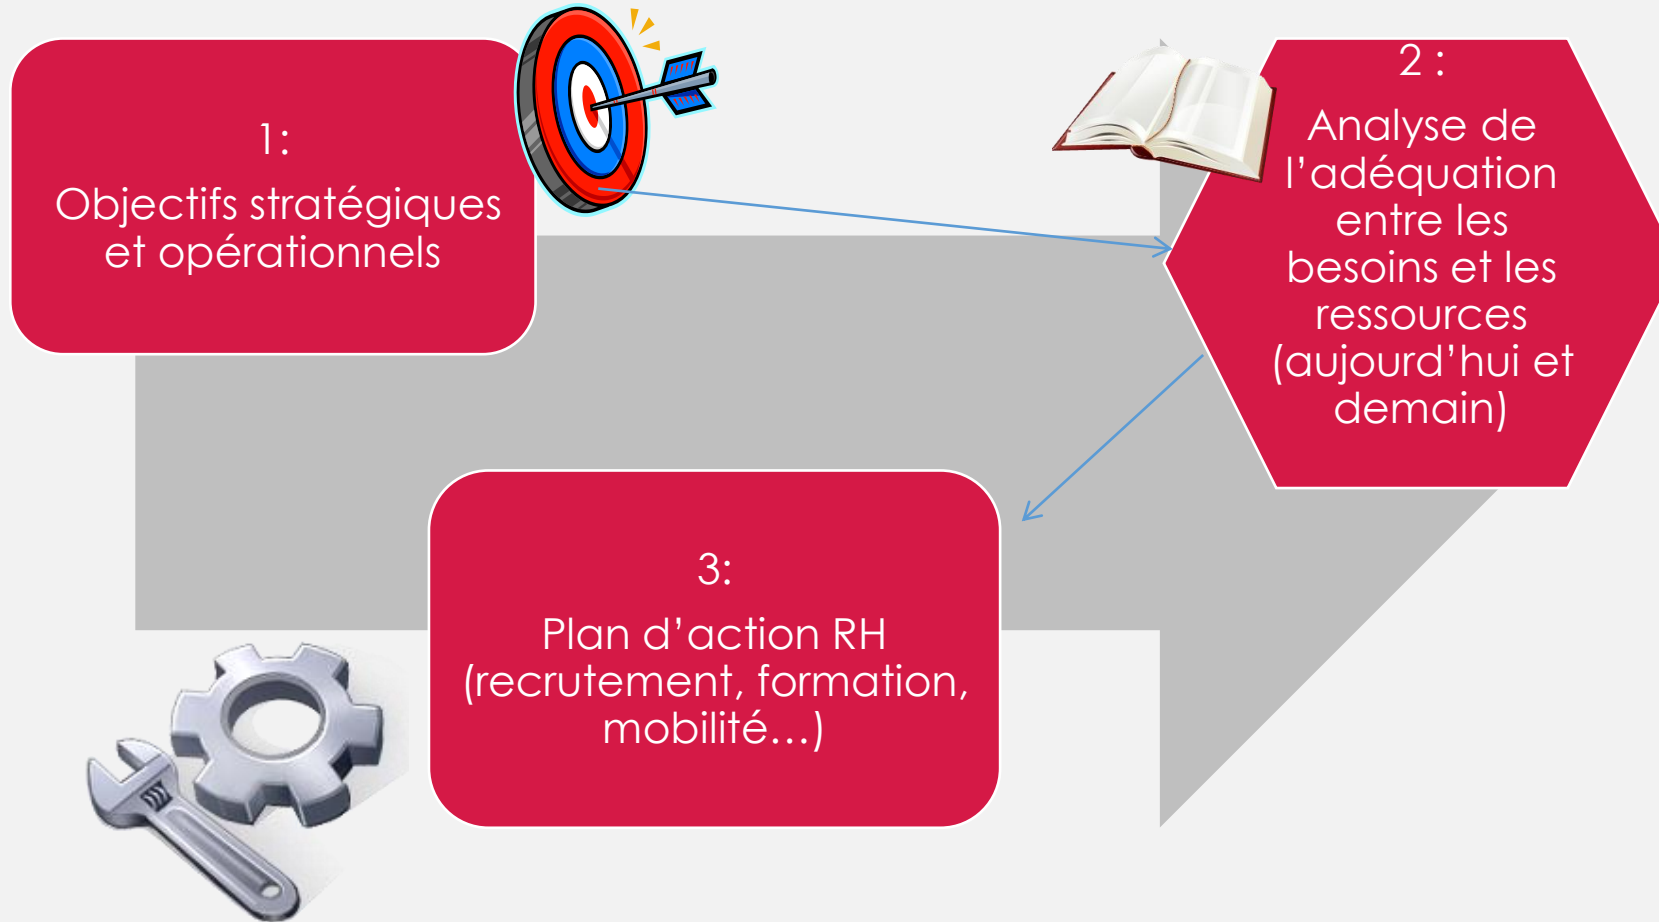 1:
Objectifs stratégiques
et opérationnels
2 :
Analyse de
l’adéquation
entre les
besoins et les
ressources
(aujourd’hui et
demain)
3:
Plan d’action RH
(recrutement, formation,
mobilité…)